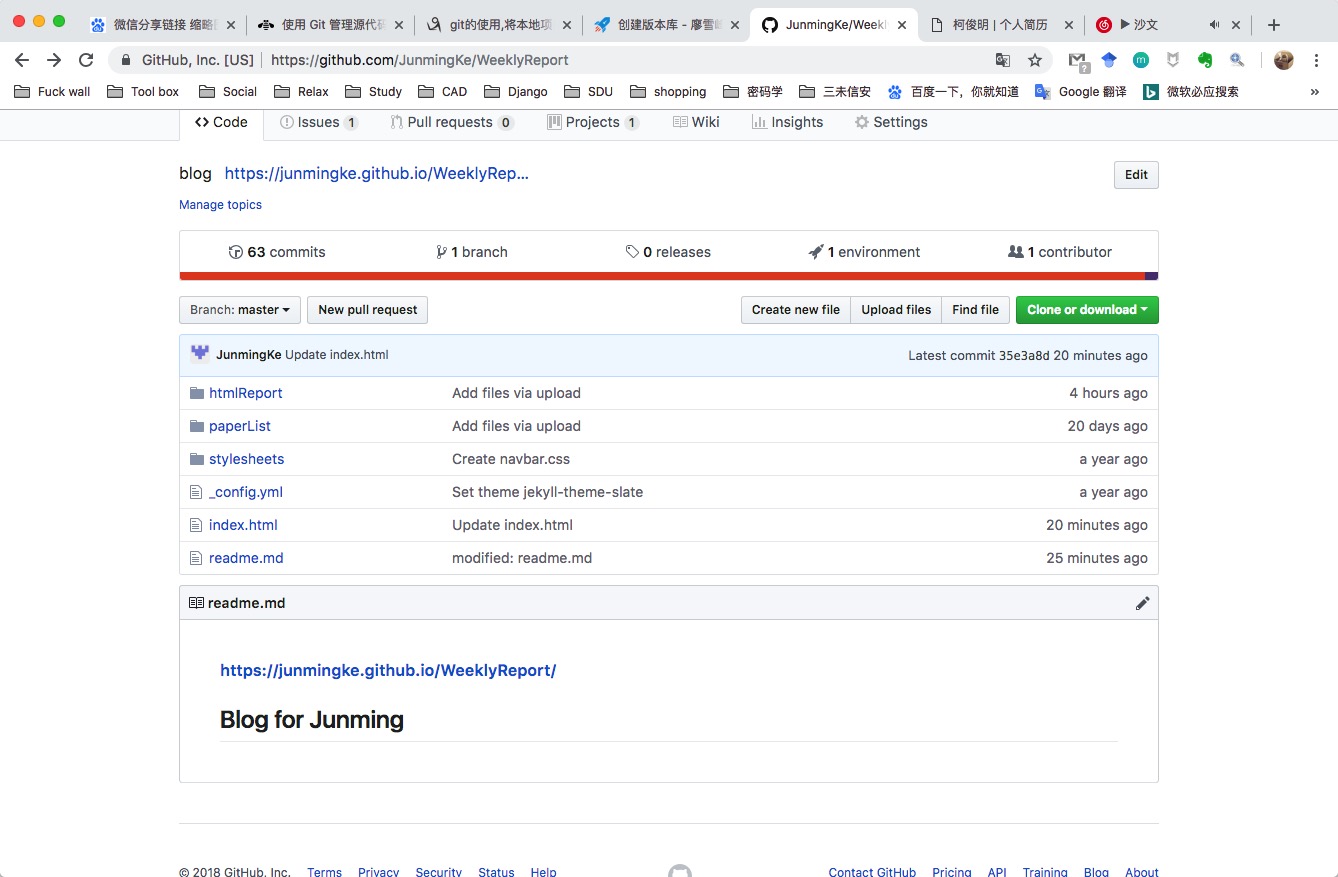 微信分享链接 缩略
使用 Git 管理源代
git的使用,将本地项
创建版本库 - 廖雪
JunmingKe/Weekl
柯俊明 | 个人简历
沙文
GitHub, Inc. [US] | https://github.com/JunmingKe/WeeklyReport
Fuck wall Tool box Social Relax Study CAD Django SDU shopping 密码学 三未信安 百度一下，你就知道 Google 翻译 微软必应搜索 »
<> Code Issues 1 Pull requests 0 Projects 1 Wiki Insights Settings
blog https://junmingke.github.io/WeeklyRep... Edit
Manage topics
63 commits 1 branch 0 releases 1 environment 1 contributor
Branch: master New pull request Create new file Upload files Find file Clone or download
JunmingKe Update index.html Latest commit 35e3a8d 20 minutes ago
htmlReport Add files via upload 4 hours ago
paperList Add files via upload 20 days ago
stylesheets Create navbar.css a year ago
_config.yml Set theme jekyll-theme-slate a year ago
index.html Update index.html 20 minutes ago
readme.md modified: readme.md 25 minutes ago
readme.md
https://junmingke.github.io/WeeklyReport/
Blog for Junming
© 2018 GitHub, Inc. Terms Privacy Security Status Help Contact GitHub Pricing API Training Blog About